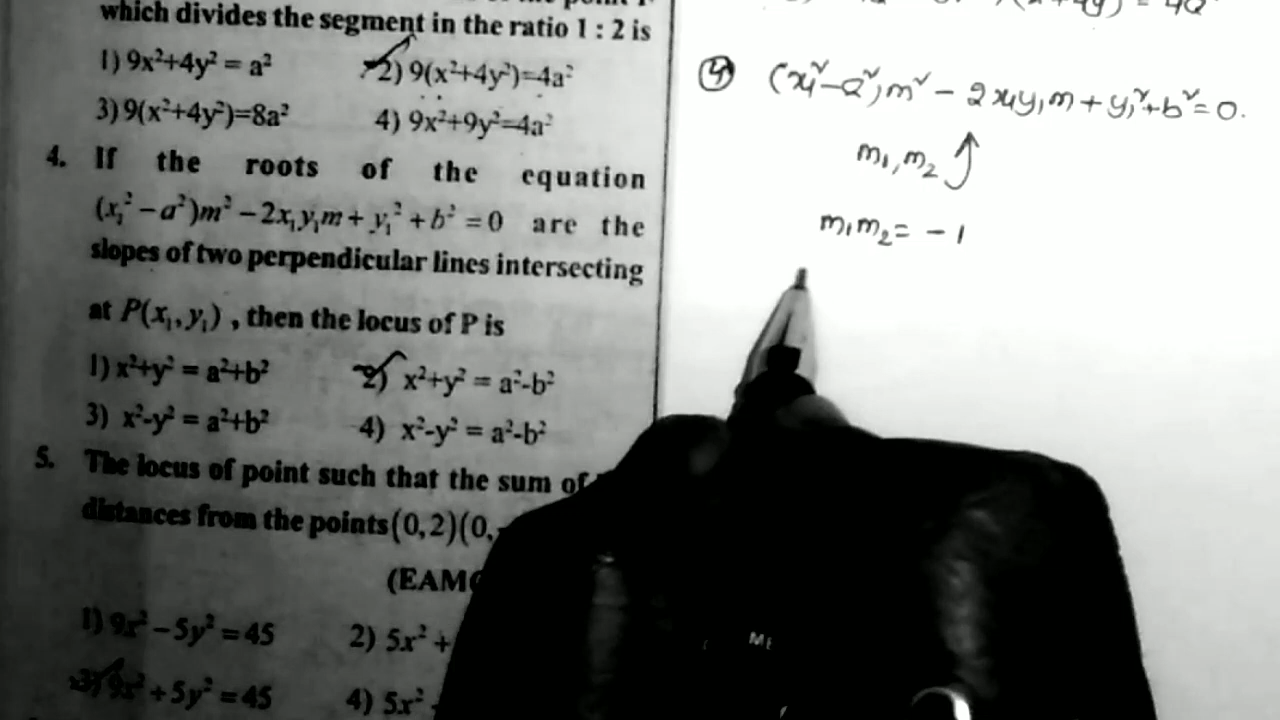 which divides the segment in the ratio 1 : 2 is
1) 9x²+4y² = a² 2) 9(x²+4y²)=4a²
3) 9(x²+4y²)=8a² 4) 9x²+9y²=4a²
4. If the roots of the equation
(x₁² – a²)m² – 2x₁y₁m + y₁² + b² = 0 are the
slopes of two perpendicular lines intersecting
at P(x₁, y₁) , then the locus of P is
1) x²+y² = a²+b² 2) x²+y² = a²-b²
3) x²-y² = a²+b² 4) x²-y² = a²-b²
5. The locus of point such that the sum of
distances from the points (0, 2) (0,
(EAM
1) 9x² – 5y² = 45 2) 5x² +
3) 9x² + 5y² = 45 4) 5x²
④ (x₁² – a²)m² – 2x₁y₁m + y₁² + b² = 0.
m₁, m₂
m₁m₂ = –1